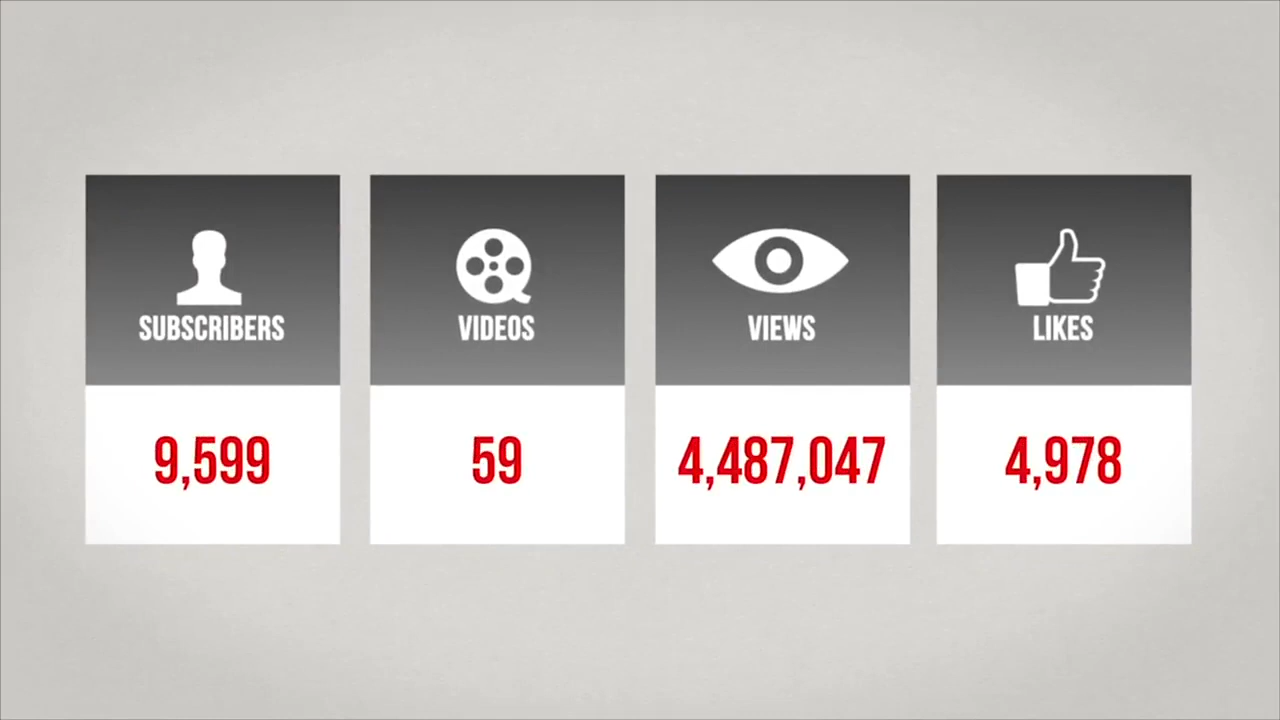 SUBSCRIBERS
VIDEOS
VIEWS
LIKES
9,599
59
4,487,047
4,978